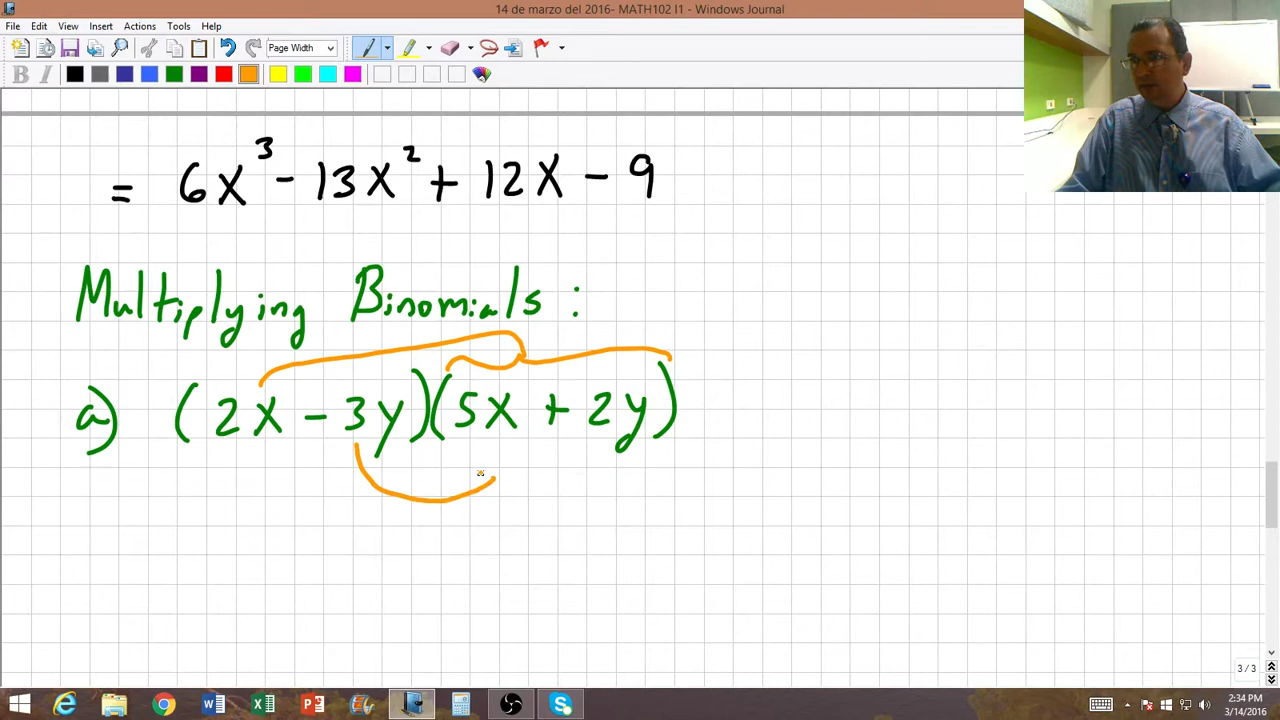 14 de marzo del 2016- MATH102 I1 - Windows Journal
File Edit View Insert Actions Tools Help
Page Width
B I
= 6x³ - 13x² + 12x - 9
Multiplying Binomials:
a) (2x - 3y)(5x + 2y)
3 / 3
2:34 PM
3/14/2016